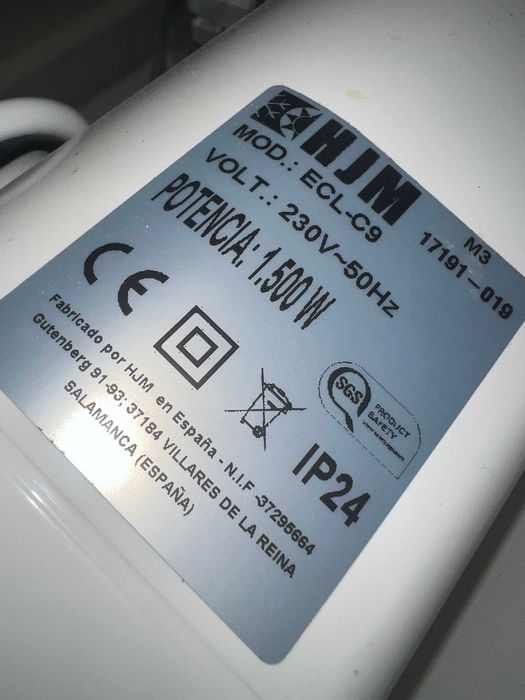 HJM
MOD.: ECL-C9
M3
VOLT.: 230V~50Hz
17191-019
POTENCIA: 1.500 W
CE
SGS
PRODUCT
SAFETY
IP24
Fabricado por HJM en España - N.I.F -37295664
Gutenberg 91-93· 37184 VILLARES DE LA REINA
SALAMANCA (ESPAÑA)